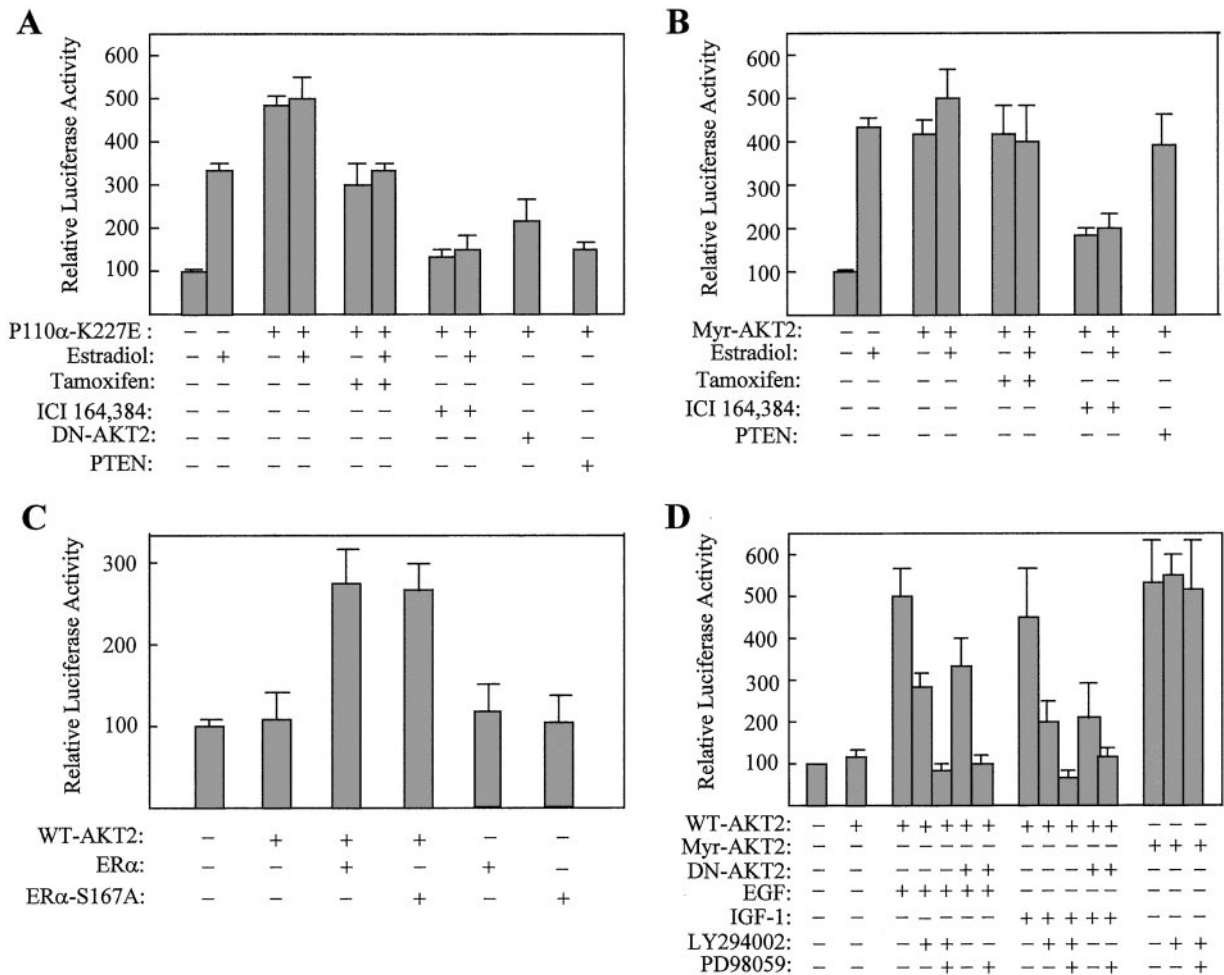 A
Relative Luciferase Activity
600
500
400
300
200
100
P110α-K227E : – – + + + + + + + +
Estradiol: – + – + – + – + – –
Tamoxifen: – – – – + + – – – –
ICI 164,384: – – – – – – + + – –
DN-AKT2: – – – – – – – – + –
PTEN: – – – – – – – – – +
B
Relative Luciferase Activity
600
500
400
300
200
100
Myr-AKT2: – – + + + + + + +
Estradiol: – + – + – + – + –
Tamoxifen: – – – – + + – – –
ICI 164,384: – – – – – – + + –
PTEN: – – – – – – – – +
C
Relative Luciferase Activity
300
200
100
WT-AKT2: – + + + – –
ERα: – – + – + –
ERα-S167A: – – – + – +
D
Relative Luciferase Activity
600
500
400
300
200
100
WT-AKT2: – + + + + + + + + + + + – – –
Myr-AKT2: – – – – – – – – – – – – + + +
DN-AKT2: – – – – – + + – – – + + – – –
EGF: – – + + + + + – – – – – – – –
IGF-1: – – – – – – – + + + + + – – –
LY294002: – – – + + – – – + + – – – + +
PD98059: – – – – + – + – – + – + – – +